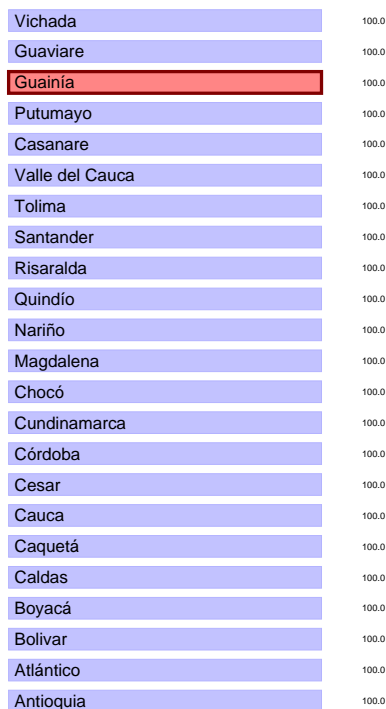 Vichada 100.0
Guaviare 100.0
Guainía 100.0
Putumayo 100.0
Casanare 100.0
Valle del Cauca 100.0
Tolima 100.0
Santander 100.0
Risaralda 100.0
Quindío 100.0
Nariño 100.0
Magdalena 100.0
Chocó 100.0
Cundinamarca 100.0
Córdoba 100.0
Cesar 100.0
Cauca 100.0
Caquetá 100.0
Caldas 100.0
Boyacá 100.0
Bolivar 100.0
Atlántico 100.0
Antioquia 100.0